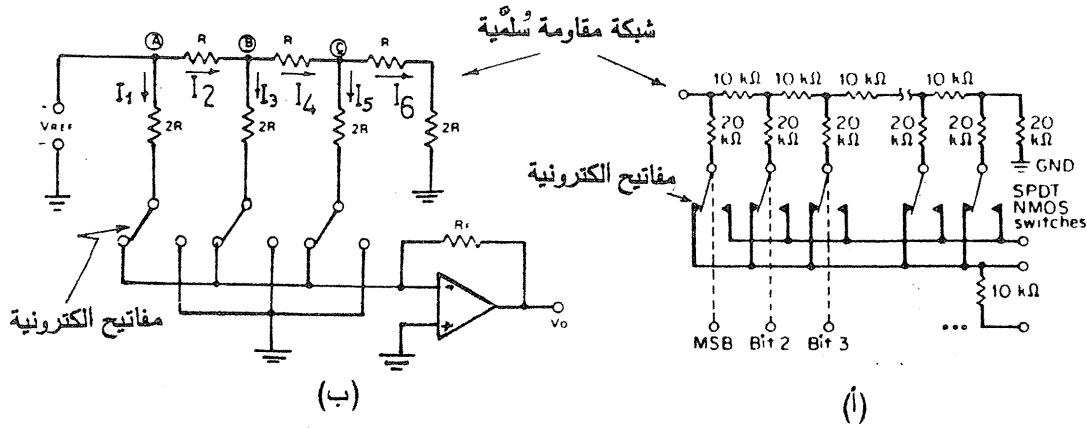 شبكة مقاومة سُلَّمية
A R B R C R
I1 I2 I3 I4 I5 I6
2R 2R 2R 2R
-
VREF
-
مفاتيح الكترونية
RF
-
+
Vo
(ب)
10 kΩ 10 kΩ 10 kΩ 10 kΩ
20 kΩ 20 kΩ 20 kΩ 20 kΩ 20 kΩ 20 kΩ
GND
مفاتيح الكترونية
SPDT
NMOS
switches
10 kΩ
...
MSB Bit 2 Bit 3
(أ)